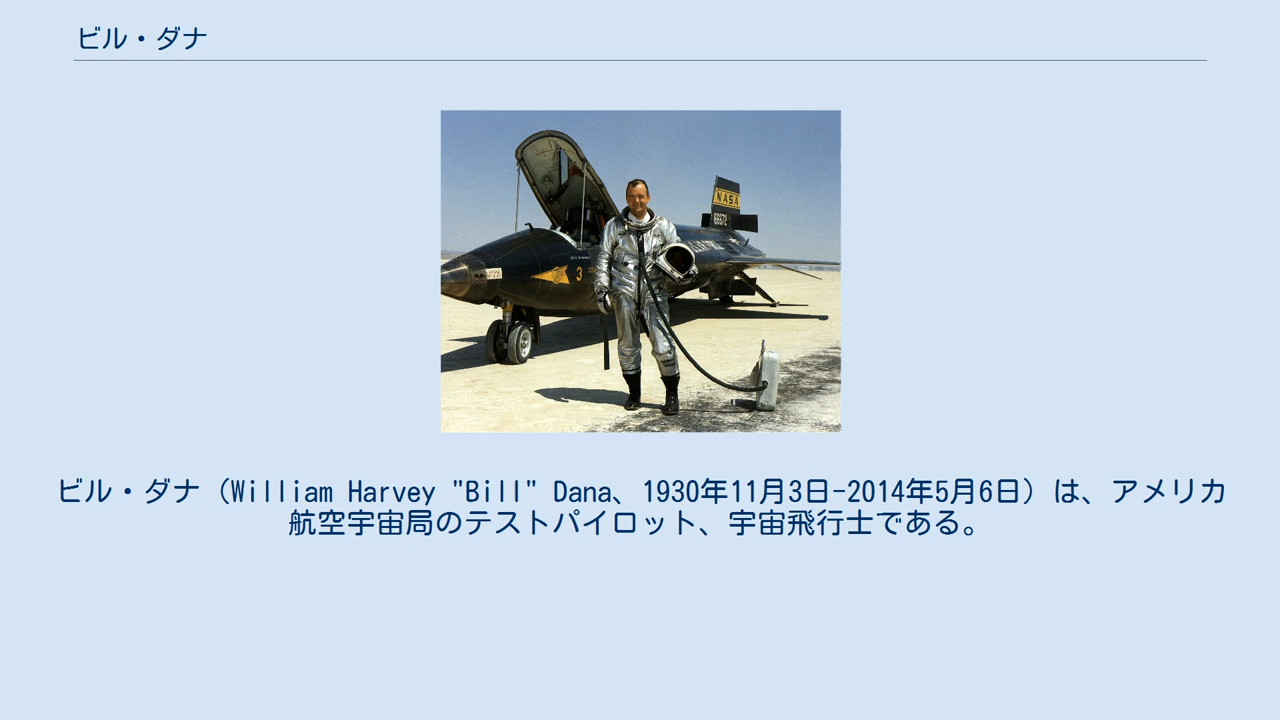 ビル・ダナ
NASA
66672
3
ビル・ダナ（William Harvey "Bill" Dana、1930年11月3日-2014年5月6日）は、アメリカ
航空宇宙局のテストパイロット、宇宙飛行士である。